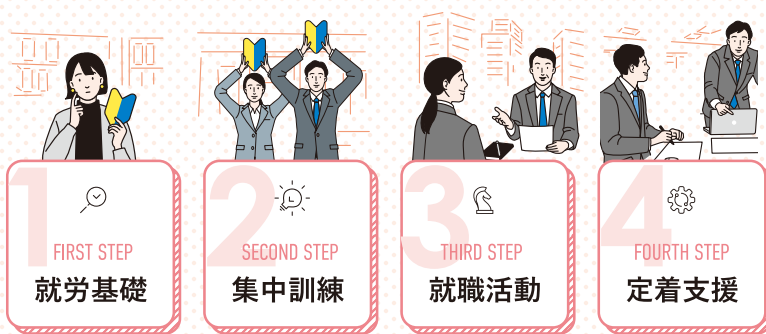 1
FIRST STEP
就労基礎
2
SECOND STEP
集中訓練
3
THIRD STEP
就職活動
4
FOURTH STEP
定着支援